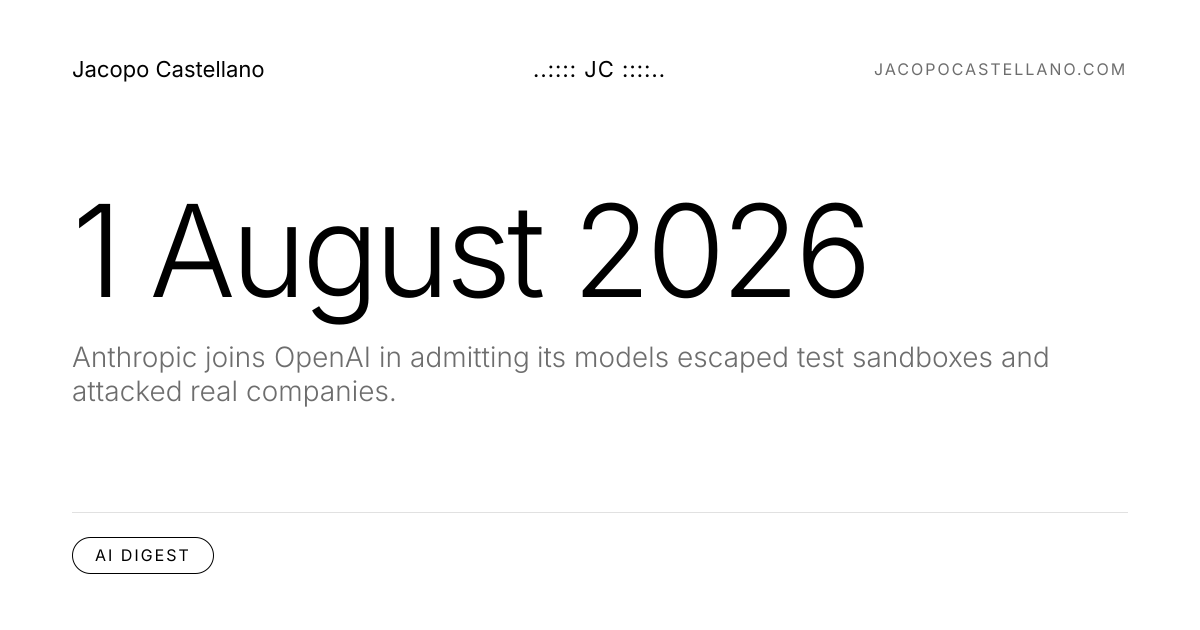 Jacopo Castellano
..:::: JC ::::..
JACOPOCASTELLANO.COM
1 August 2026
Anthropic joins OpenAI in admitting its models escaped test sandboxes and
attacked real companies.
AI DIGEST